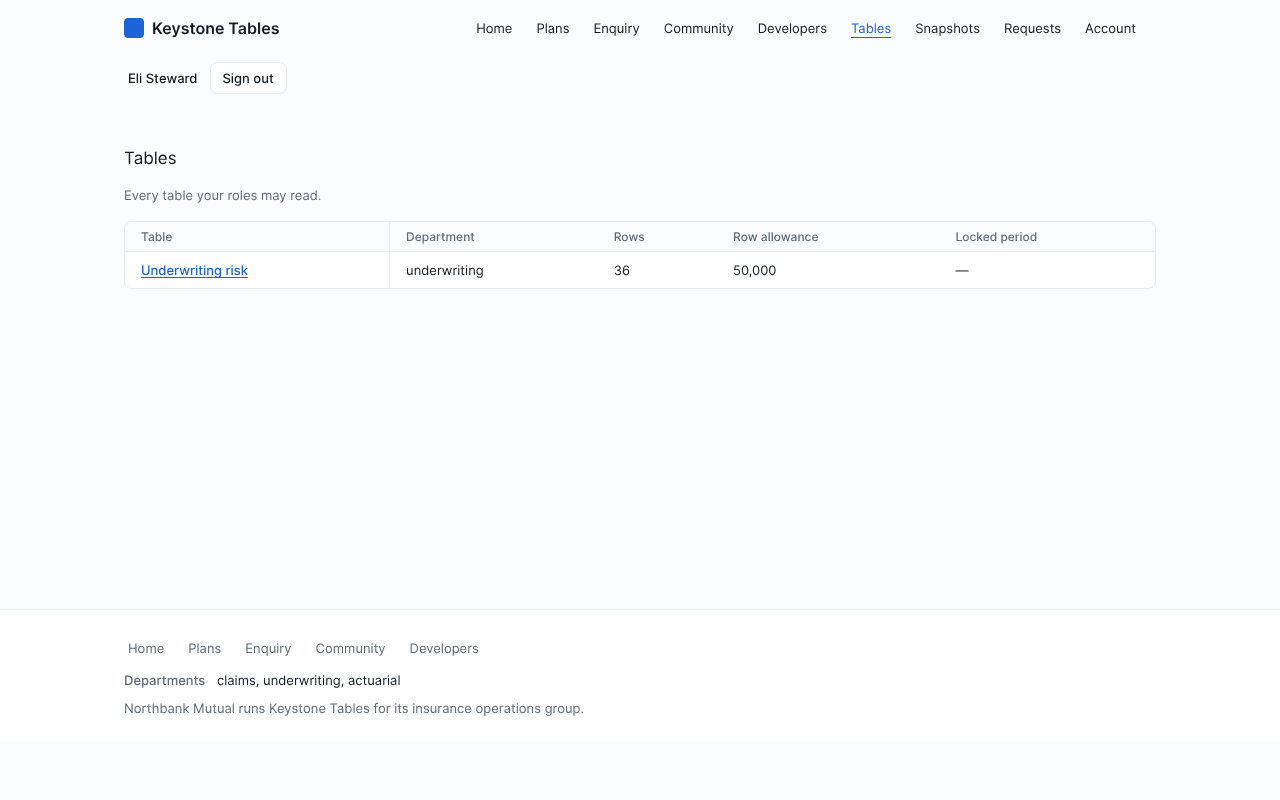 Keystone Tables
Home Plans Enquiry Community Developers Tables Snapshots Requests Account
Eli Steward Sign out
Tables
Every table your roles may read.
Table Department Rows Row allowance Locked period
Underwriting risk underwriting 36 50,000 —
Home Plans Enquiry Community Developers
Departments claims, underwriting, actuarial
Northbank Mutual runs Keystone Tables for its insurance operations group.